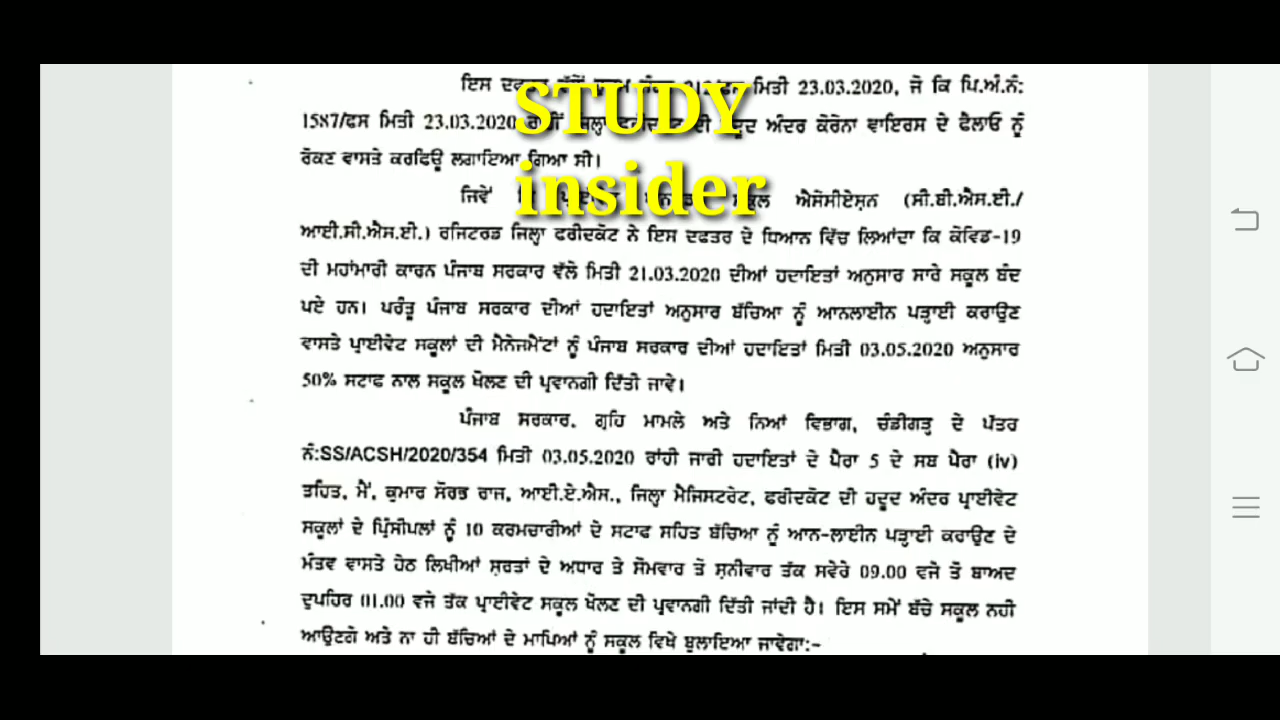 ਇਸ ਦਫਤਰ ਮਿਤੀ 23.03.2020, ਜੋ ਕਿ ਪਿ.ਅੰ.ਨੰ:
STUDY
1587/ਫਸ ਮਿਤੀ 23.03.2020 ਰਾਹੀਂ ਜ਼ਿਲ੍ਹਾ ਦੀ ਹਦੂਦ ਅੰਦਰ ਕੋਰੋਨਾ ਵਾਇਰਸ ਦੇ ਫੈਲਾਓ ਨੂੰ
ਰੋਕਣ ਵਾਸਤੇ ਕਰਫਿਊ ਲਗਾਇਆ ਗਿਆ ਸੀ।
insider
ਜਿਵੇਂ ਸਕੂਲ ਐਸੋਸੀਏਸ਼ਨ (ਸੀ.ਬੀ.ਐਸ.ਈ./
ਆਈ.ਸੀ.ਐਸ.ਈ.) ਰਜਿਟਰਡ ਜ਼ਿਲ੍ਹਾ ਫਰੀਦਕੋਟ ਨੇ ਇਸ ਦਫਤਰ ਦੇ ਧਿਆਨ ਵਿੱਚ ਲਿਆਂਦਾ ਕਿ ਕੋਵਿਡ-19
ਦੀ ਮਹਾਂਮਾਰੀ ਕਾਰਨ ਪੰਜਾਬ ਸਰਕਾਰ ਵੱਲੋ ਮਿਤੀ 21.03.2020 ਦੀਆਂ ਹਦਾਇਤਾਂ ਅਨੁਸਾਰ ਸਾਰੇ ਸਕੂਲ ਬੰਦ
ਪਏ ਹਨ। ਪਰੰਤੂ ਪੰਜਾਬ ਸਰਕਾਰ ਦੀਆਂ ਹਦਾਇਤਾਂ ਅਨੁਸਾਰ ਬੱਚਿਆ ਨੂੰ ਆਨਲਾਈਨ ਪੜ੍ਹਾਈ ਕਰਾਉਣ
ਵਾਸਤੇ ਪ੍ਰਾਈਵੇਟ ਸਕੂਲਾਂ ਦੀ ਮੈਨੇਜਮੈਂਟਾਂ ਨੂੰ ਪੰਜਾਬ ਸਰਕਾਰ ਦੀਆਂ ਹਦਾਇਤਾਂ ਮਿਤੀ 03.05.2020 ਅਨੁਸਾਰ
50% ਸਟਾਫ ਨਾਲ ਸਕੂਲ ਖੋਲਣ ਦੀ ਪ੍ਰਵਾਨਗੀ ਦਿੱਤੀ ਜਾਵੇ।
ਪੰਜਾਬ ਸਰਕਾਰ, ਗ੍ਰਹਿ ਮਾਮਲੇ ਅਤੇ ਨਿਆਂ ਵਿਭਾਗ, ਚੰਡੀਗੜ੍ਹ ਦੇ ਪੱਤਰ
ਨੰ:SS/ACSH/2020/354 ਮਿਤੀ 03.05.2020 ਰਾਂਹੀ ਜਾਰੀ ਹਦਾਇਤਾਂ ਦੇ ਪੈਰਾ 5 ਦੇ ਸਬ ਪੈਰਾ (iv)
ਤਹਿਤ, ਮੈਂ, ਕੁਮਾਰ ਸੌਰਭ ਰਾਜ, ਆਈ.ਏ.ਐਸ., ਜ਼ਿਲ੍ਹਾ ਮੈਜਿਸਟਰੇਟ, ਫਰੀਦਕੋਟ ਦੀ ਹਦੂਦ ਅੰਦਰ ਪ੍ਰਾਈਵੇਟ
ਸਕੂਲਾਂ ਦੇ ਪ੍ਰਿੰਸੀਪਲਾਂ ਨੂੰ 10 ਕਰਮਚਾਰੀਆਂ ਦੇ ਸਟਾਫ ਸਹਿਤ ਬੱਚਿਆ ਨੂੰ ਆਨ-ਲਾਈਨ ਪੜ੍ਹਾਈ ਕਰਾਉਣ ਦੇ
ਮੰਤਵ ਵਾਸਤੇ ਹੇਠ ਲਿਖੀਆਂ ਸ਼ਰਤਾਂ ਦੇ ਅਧਾਰ ਤੇ ਸੋਮਵਾਰ ਤੋ ਸ਼ਨੀਵਾਰ ਤੱਕ ਸਵੇਰੇ 09.00 ਵਜੇ ਤੋ ਬਾਅਦ
ਦੁਪਹਿਰ 01.00 ਵਜੇ ਤੱਕ ਪ੍ਰਾਈਵੇਟ ਸਕੂਲ ਖੋਲਣ ਦੀ ਪ੍ਰਵਾਨਗੀ ਦਿੱਤੀ ਜਾਂਦੀ ਹੈ। ਇਸ ਸਮੇਂ ਬੱਚੇ ਸਕੂਲ ਨਹੀ
ਆਉਣਗੇ ਅਤੇ ਨਾ ਹੀ ਬੱਚਿਆਂ ਦੇ ਮਾਪਿਆਂ ਨੂੰ ਸਕੂਲ ਵਿਖੇ ਬੁਲਾਇਆ ਜਾਵੇਗਾ:-